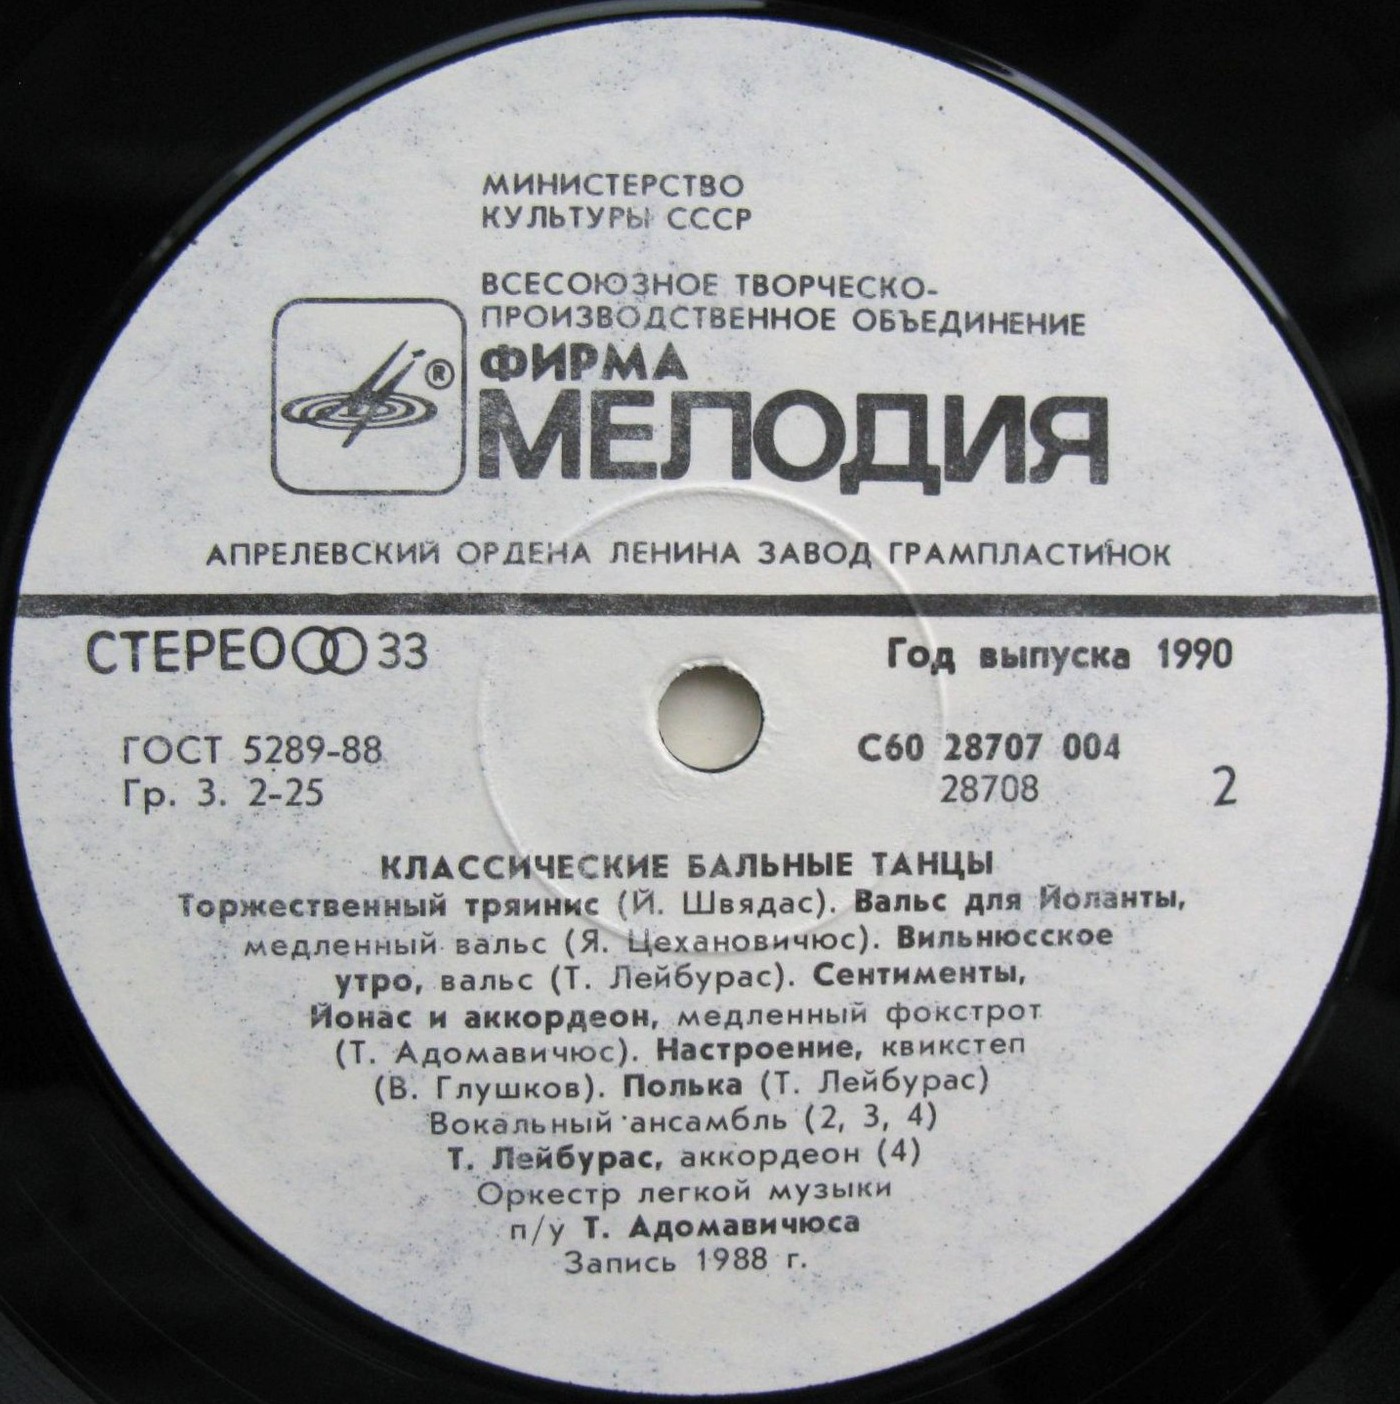 МИНИСТЕРСТВО
КУЛЬТУРЫ СССР
ВСЕСОЮЗНОЕ ТВОРЧЕСКО-
ПРОИЗВОДСТВЕННОЕ ОБЪЕДИНЕНИЕ
ФИРМА
® МЕЛОДИЯ
АПРЕЛЕВСКИЙ ОРДЕНА ЛЕНИНА ЗАВОД ГРАМПЛАСТИНОК
СТЕРЕО 33 Год выпуска 1990
ГОСТ 5289-88 С60 28707 004
Гр. 3. 2-25 28708 2
КЛАССИЧЕСКИЕ БАЛЬНЫЕ ТАНЦЫ
Торжественный тряинис (Й. Швядас). Вальс для Йоланты,
медленный вальс (Я. Цехановичюс). Вильнюсское
утро, вальс (Т. Лейбурас). Сентименты,
Йонас и аккордеон, медленный фокстрот
(Т. Адомавичюс). Настроение, квикстеп
(В. Глушков). Полька (Т. Лейбурас)
Вокальный ансамбль (2, 3, 4)
Т. Лейбурас, аккордеон (4)
Оркестр легкой музыки
п/у Т. Адомавичюса
Запись 1988 г.